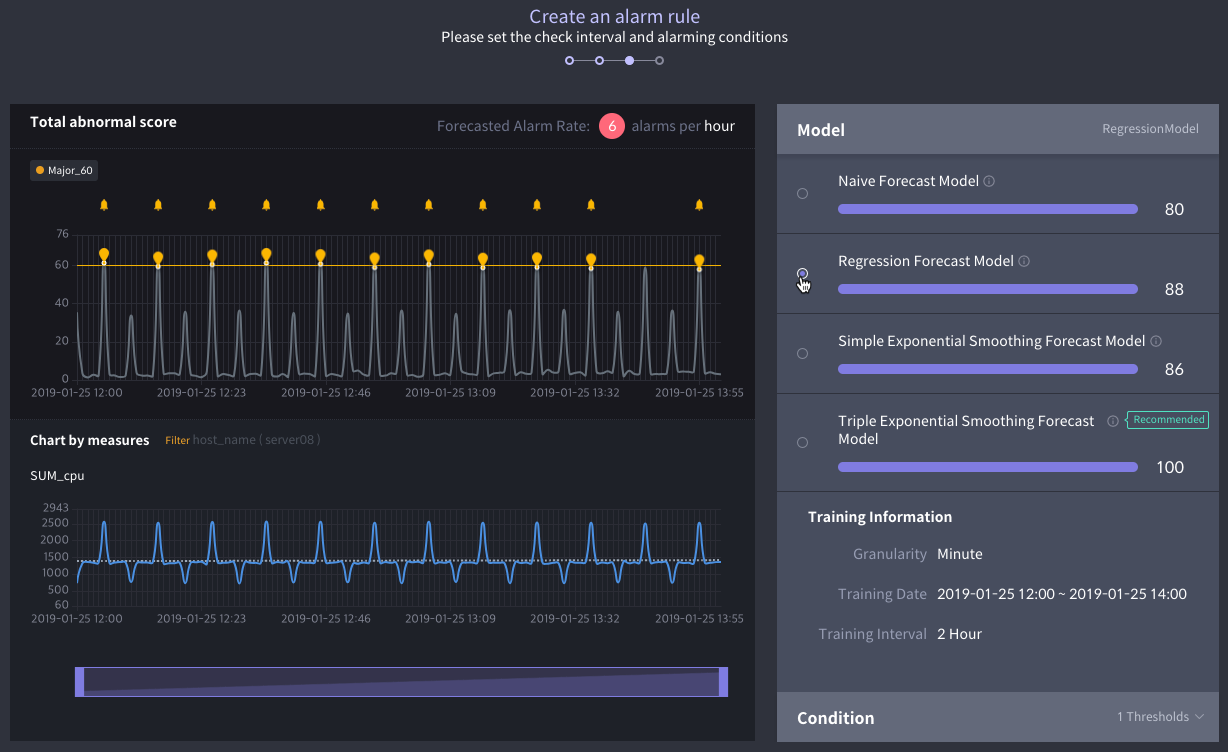 Create an alarm rule
Please set the check interval and alarming conditions
Total abnormal score
Forecasted Alarm Rate: 6 alarms per hour
Major_60
76
60
40
20
0
2019-01-25 12:00 2019-01-25 12:23 2019-01-25 12:46 2019-01-25 13:09 2019-01-25 13:32 2019-01-25 13:55
Chart by measures Filter host_name ( server08 )
SUM_cpu
2943
2500
2000
1500
1000
500
60
2019-01-25 12:00 2019-01-25 12:23 2019-01-25 12:46 2019-01-25 13:09 2019-01-25 13:32 2019-01-25 13:55
Model RegressionModel
Naive Forecast Model
80
Regression Forecast Model
88
Simple Exponential Smoothing Forecast Model
86
Triple Exponential Smoothing Forecast Recommended
Model
100
Training Information
Granularity Minute
Training Date 2019-01-25 12:00 ~ 2019-01-25 14:00
Training Interval 2 Hour
Condition 1 Thresholds